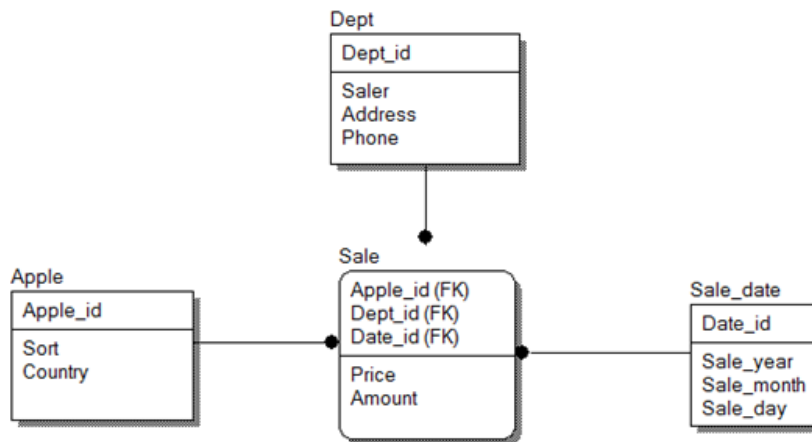 Dept
Dept_id
Saler
Address
Phone
Apple
Apple_id
Sort
Country
Sale
Apple_id (FK)
Dept_id (FK)
Date_id (FK)
Price
Amount
Sale_date
Date_id
Sale_year
Sale_month
Sale_day